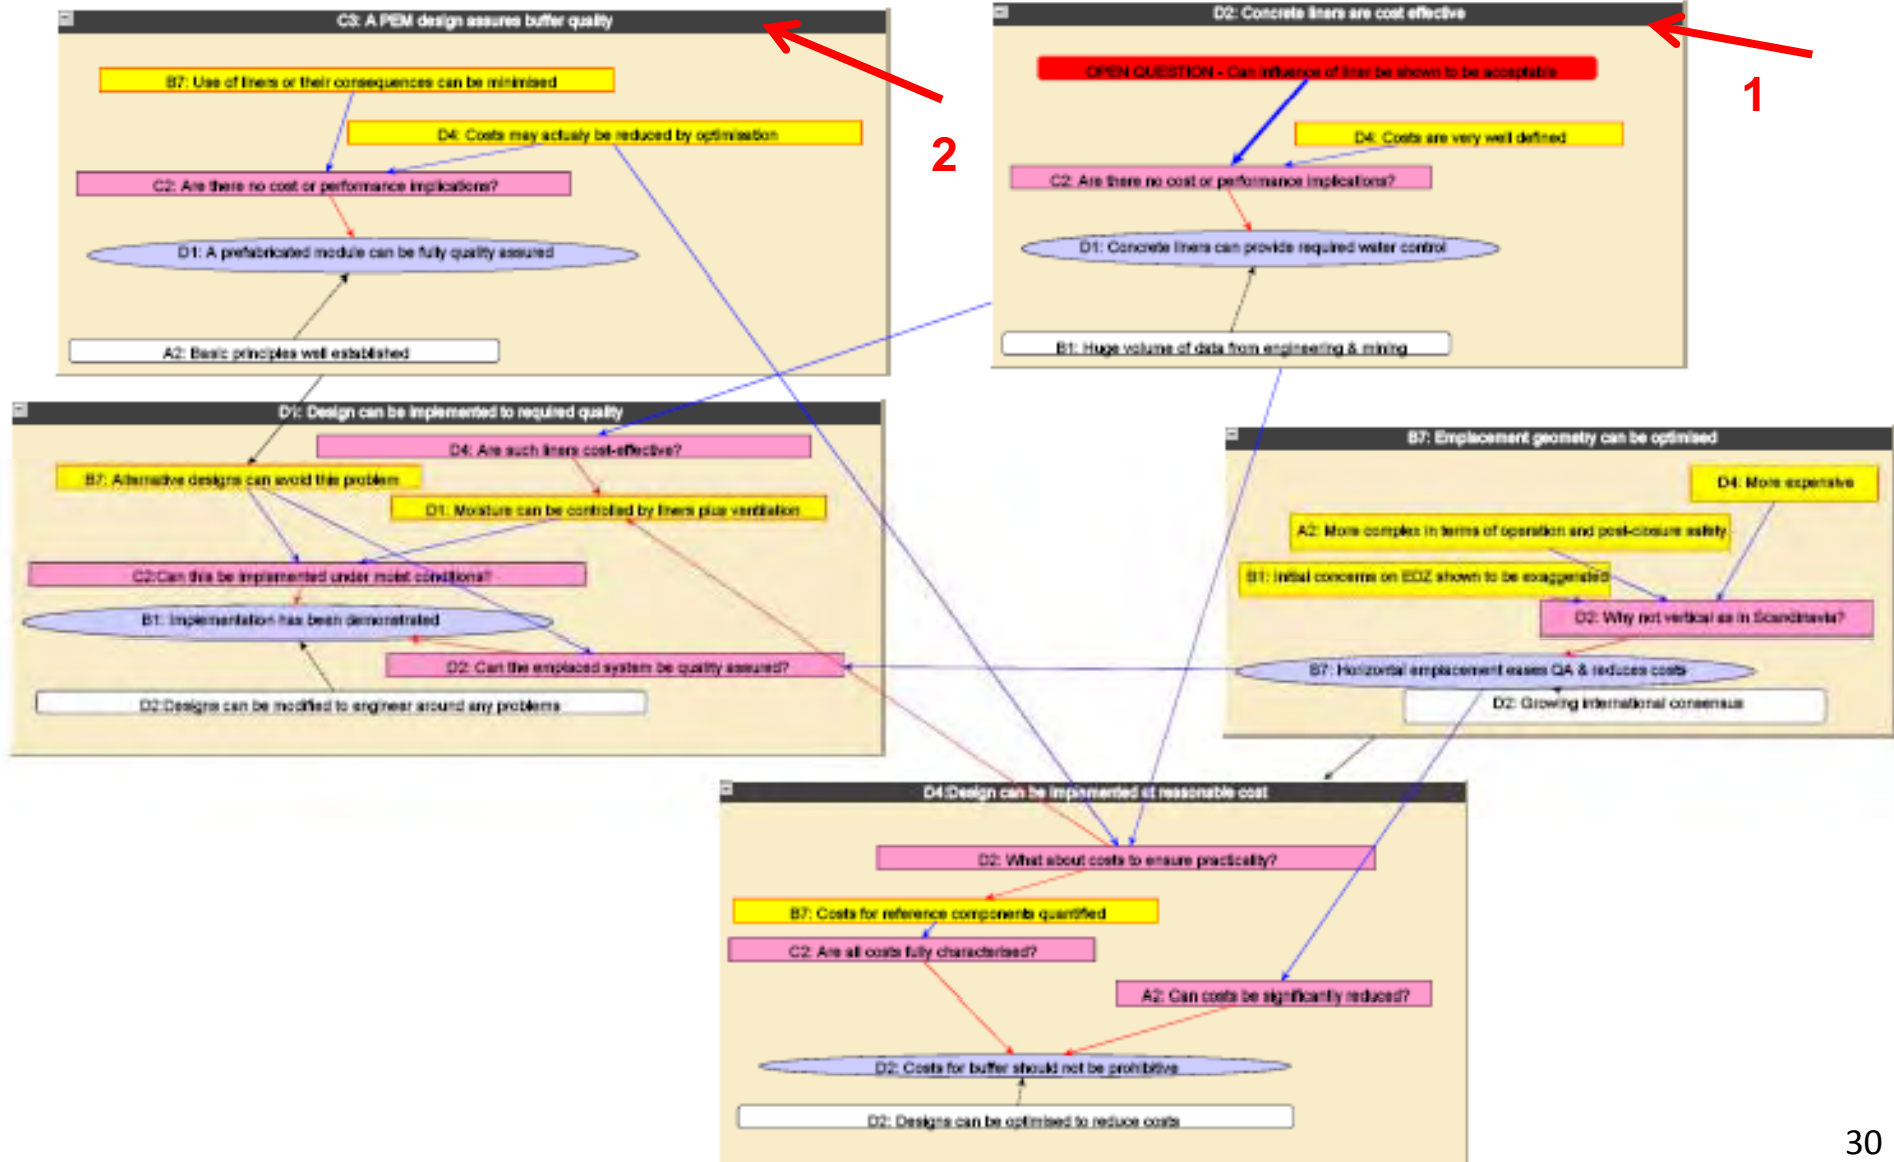 C3: A PEM design assures buffer quality
B7: Use of liners or their consequences can be minimised
D4: Costs may actualy be reduced by optimisation
C2: Are there no cost or performance implications?
D1: A prefabricated module can be fully quality assured
A2: Basic principles well established
2
D2: Concrete liners are cost effective
OPEN QUESTION - Can influence of liner be shown to be acceptable
D4: Costs are very well defined
C2: Are there no cost or performance implications?
D1: Concrete liners can provide required water control
B1: Huge volume of data from engineering & mining
1
D1: Design can be implemented to required quality
D4: Are such liners cost-effective?
B7: Alternative designs can avoid this problem
D1: Moisture can be controlled by liners plus ventilation
C2:Can this be implemented under moist conditions?
B1: Implementation has been demonstrated
D2: Can the emplaced system be quality assured?
D2:Designs can be modified to engineer around any problems
B7: Emplacement geometry can be optimised
D4: More expensive
A2: More complex in terms of operation and post-closure safety
B1: Initial concerns on EDZ shown to be exaggerated
D2: Why not vertical as in Scandinavia?
B7: Horizontal emplacement eases QA & reduces costs
D2: Growing international consensus
D4:Design can be implemented at reasonable cost
D2: What about costs to ensure practicality?
B7: Costs for reference components quantified
C2: Are all costs fully characterised?
A2: Can costs be significantly reduced?
D2: Costs for buffer should not be prohibitive
D2: Designs can be optimised to reduce costs
30